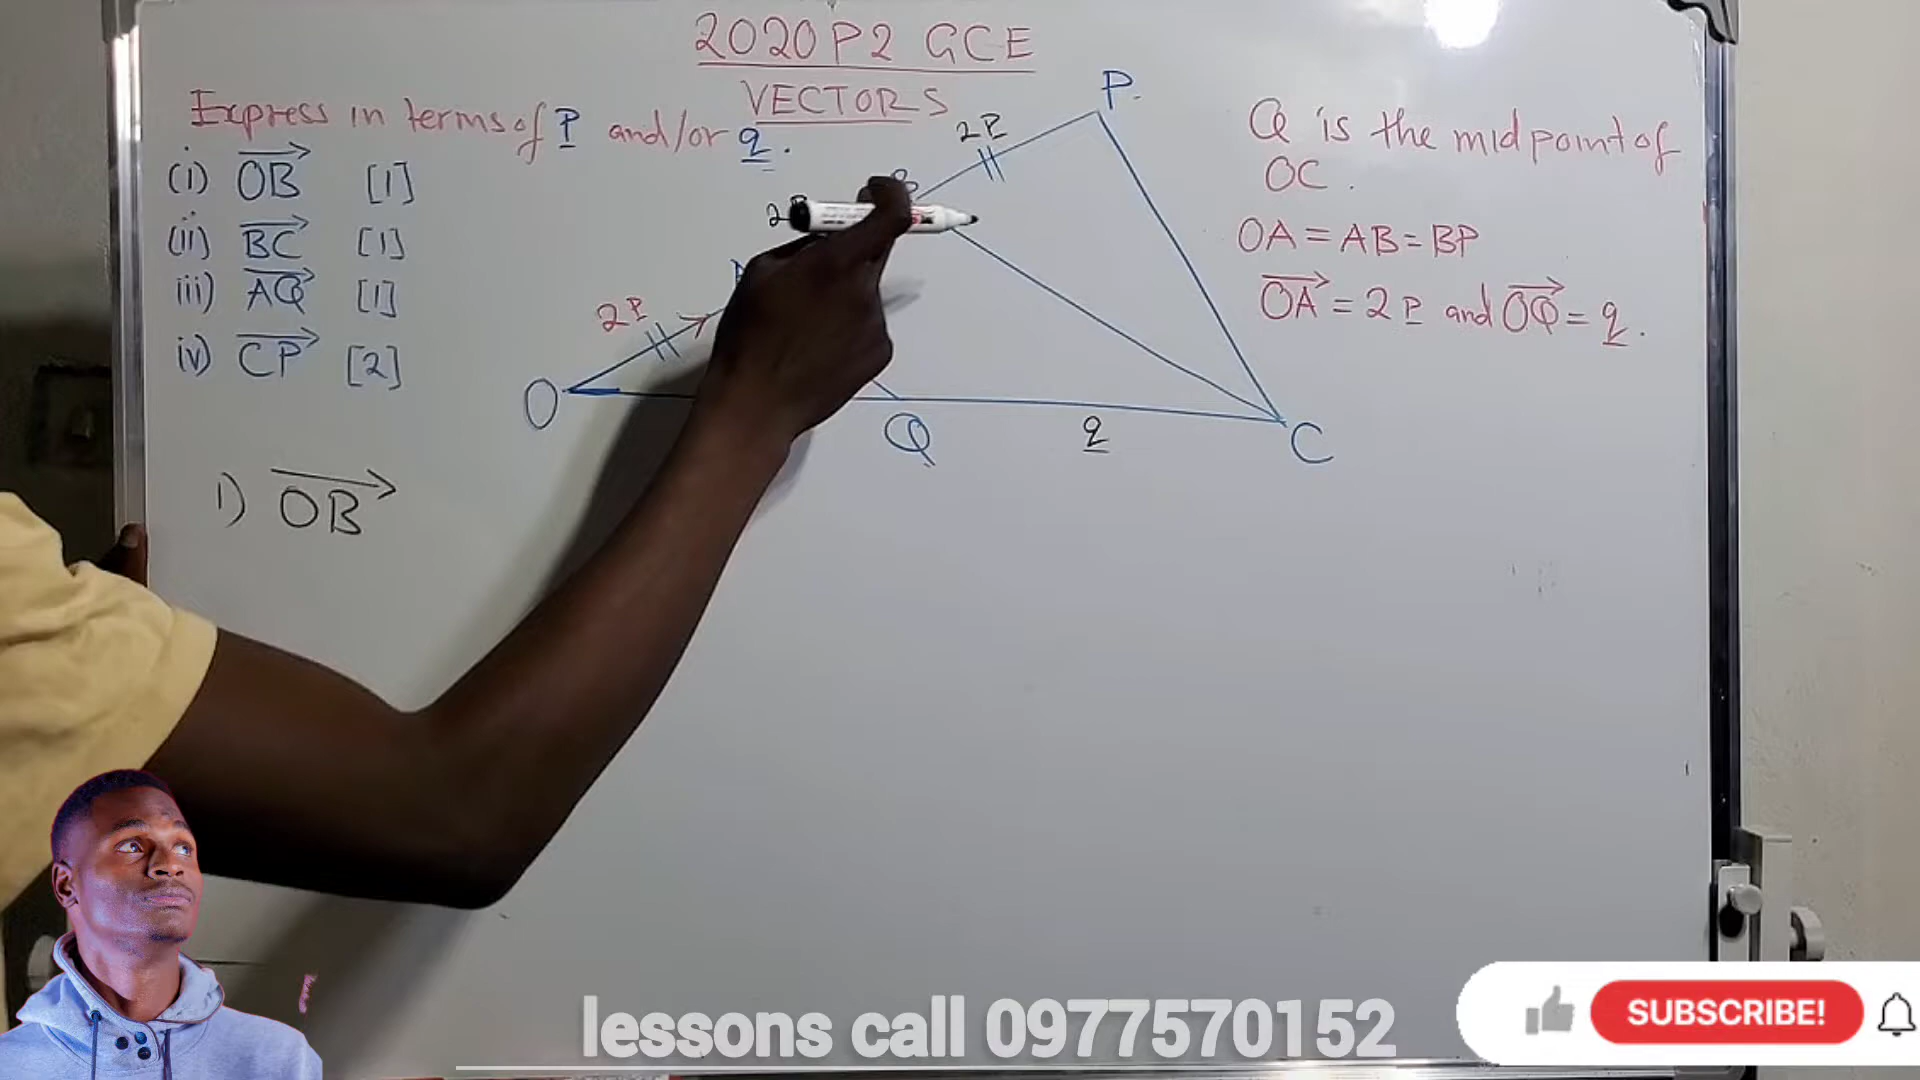 2020 P2 GCE
VECTORS
Express in terms of P and/or q.
(i) OB [1]
(ii) BC [1]
iii) AQ [1]
iv) CP [2]
1) OB
P.
2P
B
2P
O
Q
q
C
Q is the midpoint of
OC.
OA = AB = BP
OA = 2P and OQ = q.
lessons call 0977570152
SUBSCRIBE!